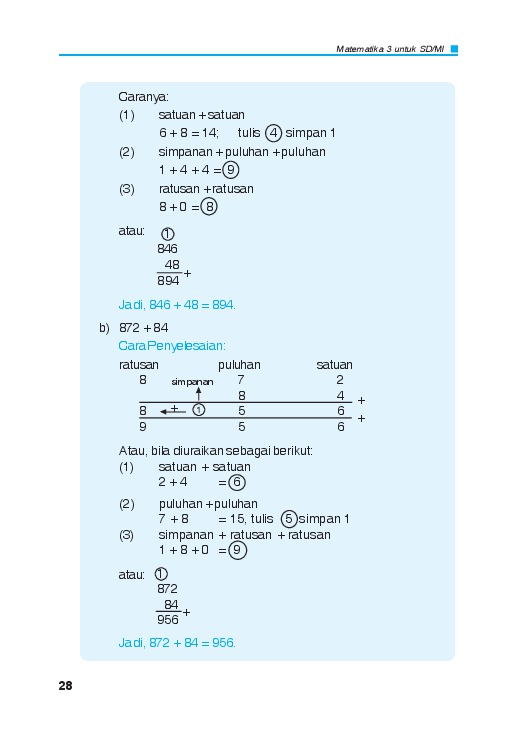 Matematika 3 untuk SD/MI
Caranya:
(1) satuan + satuan
6 + 8 = 14; tulis 4 simpan 1
(2) simpanan + puluhan + puluhan
1 + 4 + 4 = 9
(3) ratusan + ratusan
8 + 0 = 8
atau: 1
846
48
894 +
Jadi, 846 + 48 = 894.
b) 872 + 84
Cara Penyelesaian:
ratusan puluhan satuan
8 simpanan 7 2
8 4 +
8 + 1 5 6 +
9 5 6
Atau, bila diuraikan sebagai berikut:
(1) satuan + satuan
2 + 4 = 6
(2) puluhan + puluhan
7 + 8 = 15, tulis 5 simpan 1
(3) simpanan + ratusan + ratusan
1 + 8 + 0 = 9
atau: 1
872
84
956 +
Jadi, 872 + 84 = 956.
28